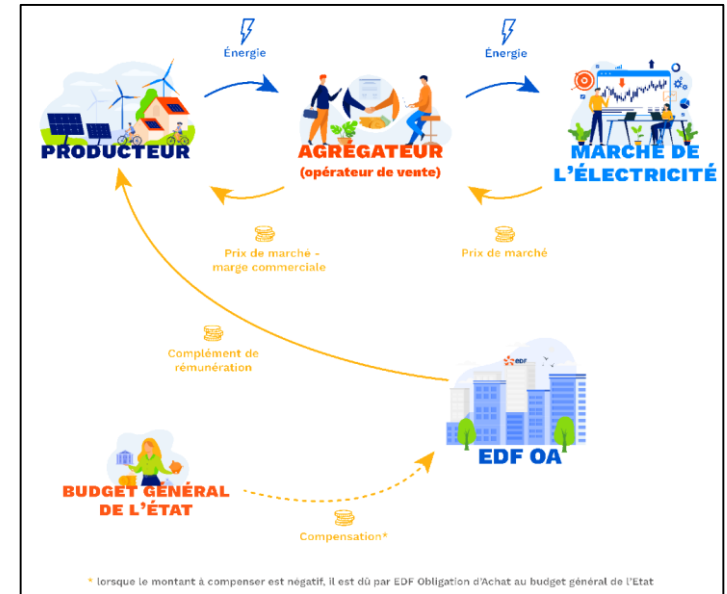 Énergie
Énergie
PRODUCTEUR
AGRÉGATEUR
(opérateur de vente)
MARCHÉ DE
L'ÉLECTRICITÉ
Prix de marché -
marge commerciale
Prix de marché
Complément de
rémunération
edf
EDF OA
BUDGET GÉNÉRAL
DE L'ÉTAT
Compensation*
* lorsque le montant à compenser est négatif, il est dû par EDF Obligation d'Achat au budget général de l'Etat